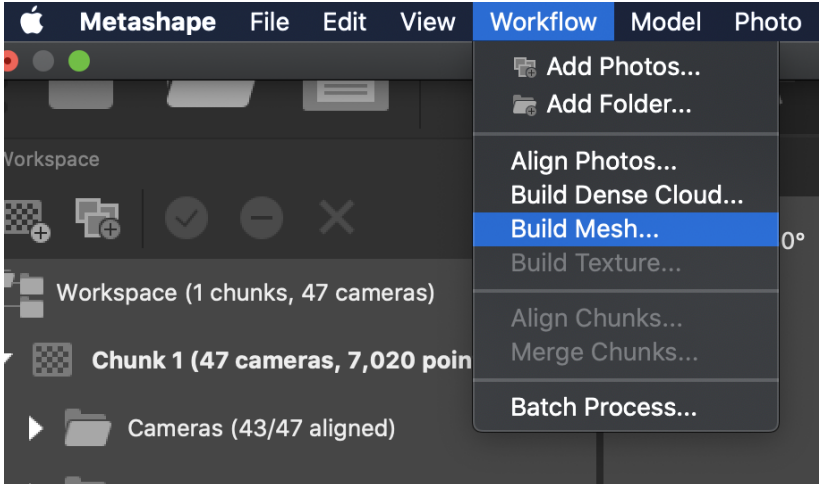 Metashape File Edit View Workflow Model Photo
Add Photos...
Add Folder...
Workspace
Align Photos...
Build Dense Cloud...
Build Mesh...
0°
Build Texture...
Workspace (1 chunks, 47 cameras)
Align Chunks...
Merge Chunks...
Chunk 1 (47 cameras, 7,020 poin
Batch Process...
Cameras (43/47 aligned)